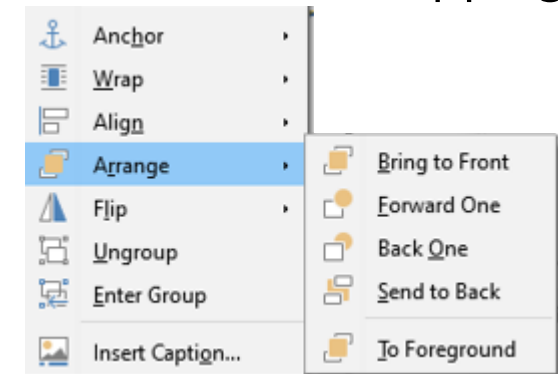 Anchor
Wrap
Align
Arrange
Flip
Ungroup
Enter Group
Insert Caption...
Bring to Front
Forward One
Back One
Send to Back
To Foreground